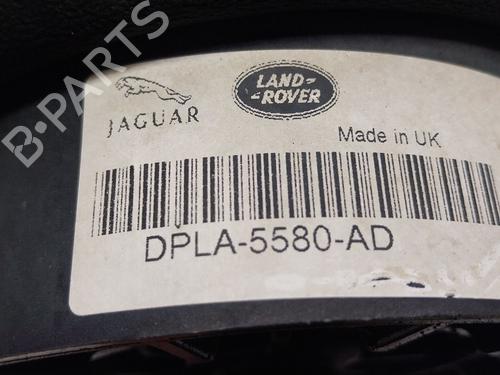 B-PARTS
JAGUAR
LAND-
-ROVER
Made in UK
DPLA-5580-AD